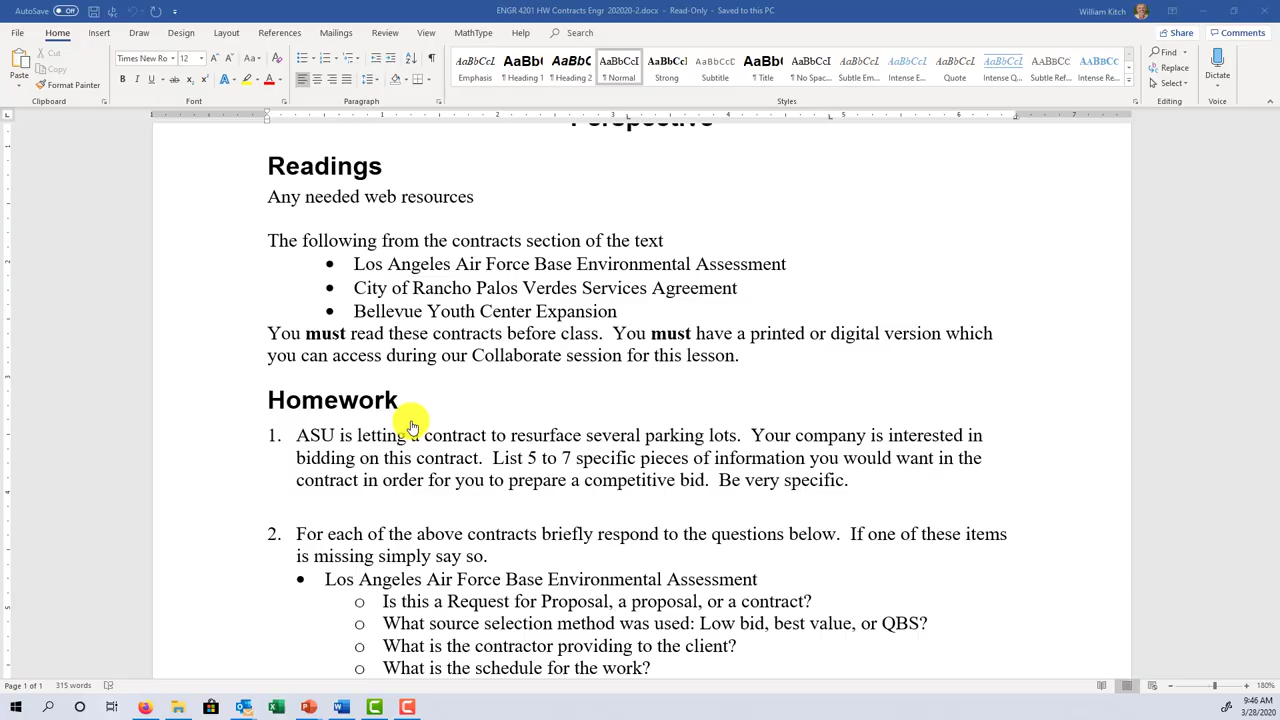 AutoSave Off
ENGR 4201 HW Contracts Engr 202020-2.docx - Read-Only - Saved to this PC
William Kitch
File Home Insert Draw Design Layout References Mailings Review View MathType Help Search Share Comments
Paste
Cut
Copy
Format Painter
Clipboard
Times New Ro 12
Font
Paragraph
AaBbCcI AaBb( AaBbC AaBbCcI AaBbCc AaBbCcC AaBb( AaBbCcI AaBbCcI AaBbCcI AaBbCcI AaBbCcI AABBCC AABBCC
Emphasis ¶ Heading 1 ¶ Heading 2 ¶ Normal Strong Subtitle ¶ Title ¶ No Spac... Subtle Em... Intense E... Quote Intense Q... Subtle Ref... Intense Re...
Styles
Find
Replace
Select
Editing
Dictate
Voice
Perspective
Readings
Any needed web resources
The following from the contracts section of the text
• Los Angeles Air Force Base Environmental Assessment
• City of Rancho Palos Verdes Services Agreement
• Bellevue Youth Center Expansion
You must read these contracts before class. You must have a printed or digital version which
you can access during our Collaborate session for this lesson.
Homework
1. ASU is letting a contract to resurface several parking lots. Your company is interested in
bidding on this contract. List 5 to 7 specific pieces of information you would want in the
contract in order for you to prepare a competitive bid. Be very specific.
2. For each of the above contracts briefly respond to the questions below. If one of these items
is missing simply say so.
• Los Angeles Air Force Base Environmental Assessment
o Is this a Request for Proposal, a proposal, or a contract?
o What source selection method was used: Low bid, best value, or QBS?
o What is the contractor providing to the client?
o What is the schedule for the work?
Page 1 of 1 315 words
180%
9:46 AM
3/28/2020